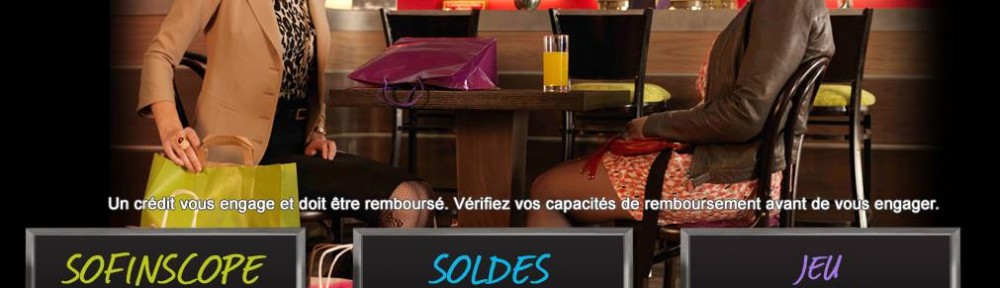 Un crédit vous engage et doit être remboursé. Vérifiez vos capacités de remboursement avant de vous engager.
SOFINSCOPE
SOLDES
JEU